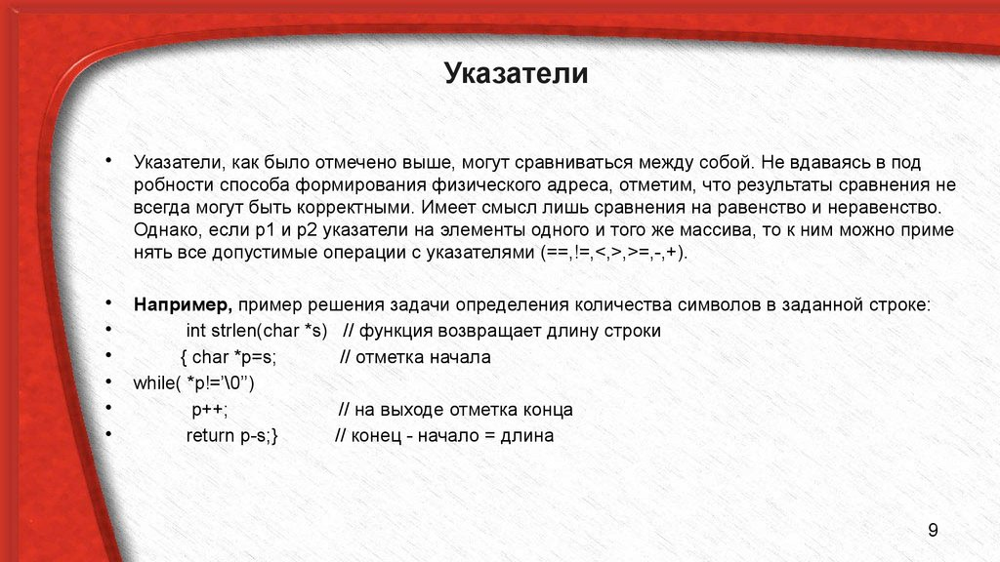 Указатели
• Указатели, как было отмечено выше, могут сравниваться между собой. Не вдаваясь в под
робности способа формирования физического адреса, отметим, что результаты сравнения не
всегда могут быть корректными. Имеет смысл лишь сравнения на равенство и неравенство.
Однако, если p1 и p2 указатели на элементы одного и того же массива, то к ним можно приме
нять все допустимые операции с указателями (==,!=,<,>,>=,-,+).
• Например, пример решения задачи определения количества символов в заданной строке:
• int strlen(char *s) // функция возвращает длину строки
• { char *p=s; // отметка начала
• while( *p!=’\0’’)
• p++; // на выходе отметка конца
• return p-s;} // конец - начало = длина
9